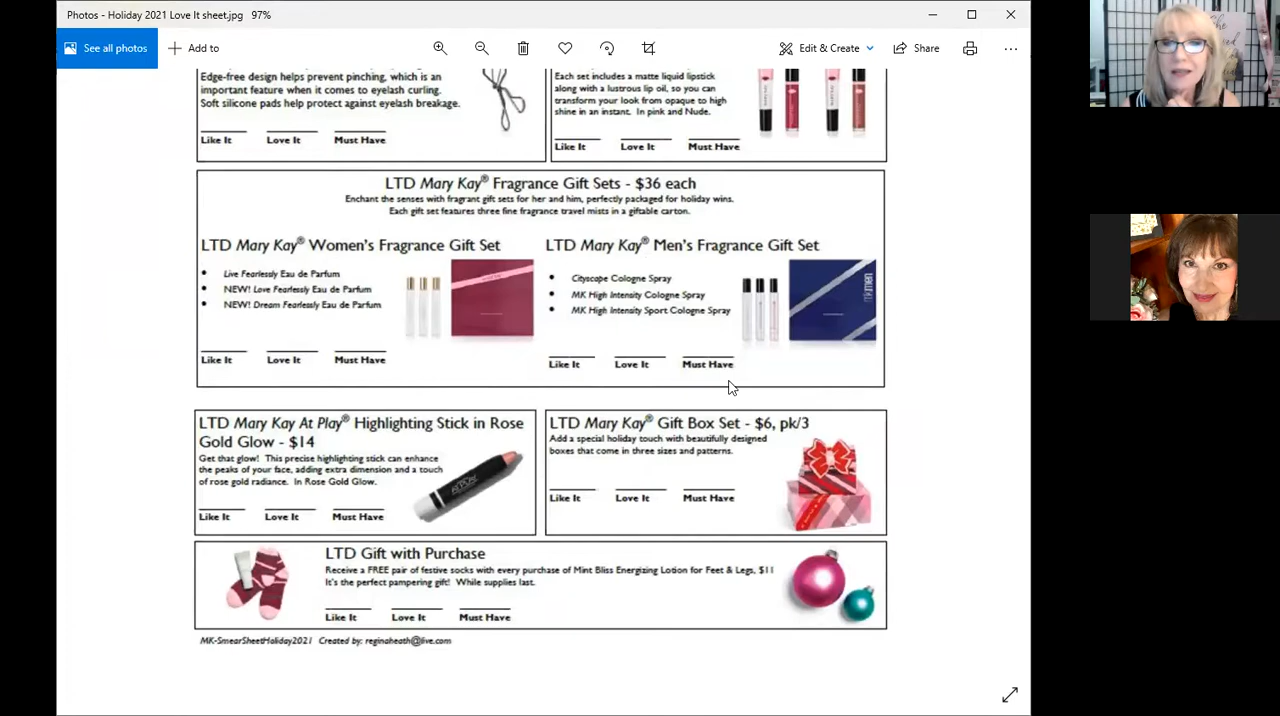 Photos - Holiday 2021 Love It sheet.jpg   97%
See all photos
Add to
Edit & Create
Share
Edge-free design helps prevent pinching, which is an
important feature when it comes to eyelash curling.
Soft silicone pads help protect against eyelash breakage.
Like It Love It Must Have
Each set includes a matte liquid lipstick
along with a lustrous lip oil, so you can
transform your look from opaque to high
shine in an instant. In pink and Nude.
Like It Love It Must Have
LTD Mary Kay® Fragrance Gift Sets - $36 each
Enchant the senses with fragrant gift sets for her and him, perfectly packaged for holiday wins.
Each gift set features three fine fragrance travel mists in a giftable carton.
LTD Mary Kay® Women's Fragrance Gift Set
• Live Fearlessly Eau de Parfum
• NEW! Love Fearlessly Eau de Parfum
• NEW! Dream Fearlessly Eau de Parfum
Like It Love It Must Have
LTD Mary Kay® Men's Fragrance Gift Set
• Cityscape Cologne Spray
• MK High Intensity Cologne Spray
• MK High Intensity Sport Cologne Spray
Like It Love It Must Have
LTD Mary Kay At Play® Highlighting Stick in Rose
Gold Glow - $14
Get that glow! This precise highlighting stick can enhance
the peaks of your face, adding extra dimension and a touch
of rose gold radiance. In Rose Gold Glow.
Like It Love It Must Have
LTD Mary Kay® Gift Box Set - $6, pk/3
Add a special holiday touch with beautifully designed
boxes that come in three sizes and patterns.
Like It Love It Must Have
LTD Gift with Purchase
Receive a FREE pair of festive socks with every purchase of Mint Bliss Energizing Lotion for Feet & Legs, $11
It's the perfect pampering gift! While supplies last.
Like It Love It Must Have
MK-SmearSheetHoliday2021 Created by: reginaheath@live.com